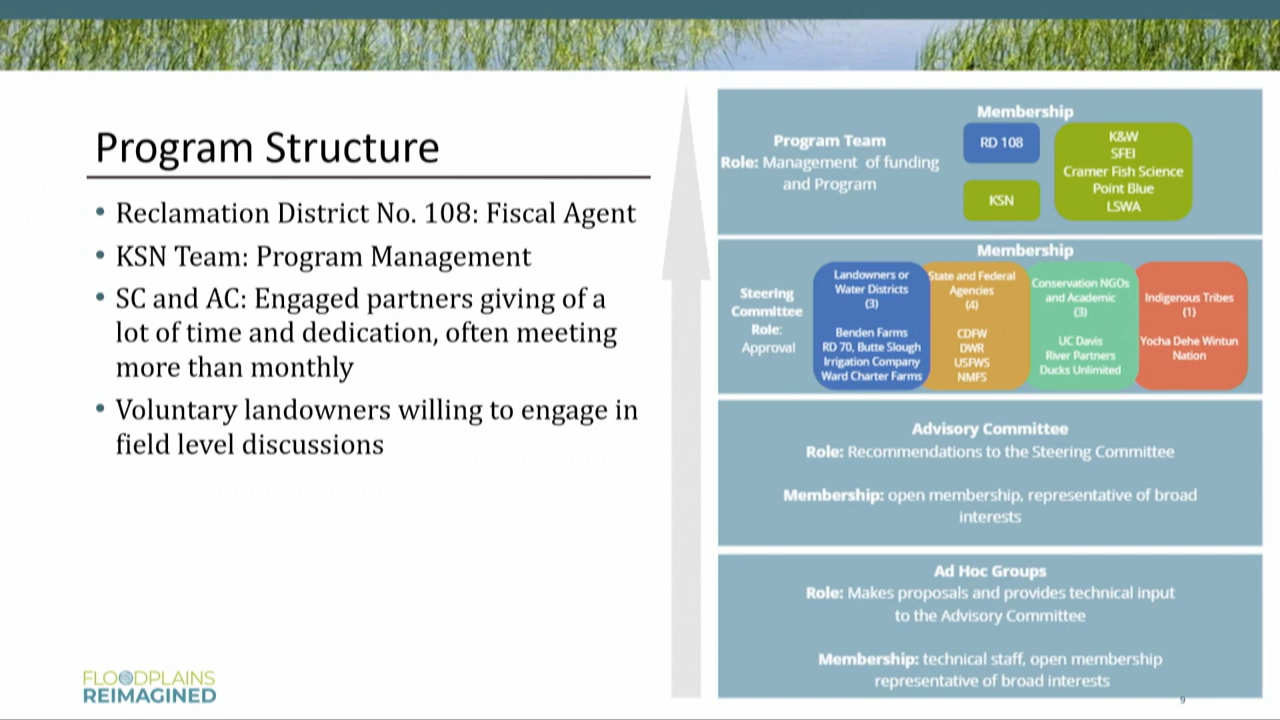 Program Structure
• Reclamation District No. 108: Fiscal Agent
• KSN Team: Program Management
• SC and AC: Engaged partners giving of a
lot of time and dedication, often meeting
more than monthly
• Voluntary landowners willing to engage in
field level discussions
FLOODPLAINS
REIMAGINED
Program Team
Role: Management of funding
and Program
Membership
RD 108
KSN
K&W
SFEI
Cramer Fish Science
Point Blue
LSWA
Steering
Committee
Role:
Approval
Membership
Landowners or
Water Districts
(3)
Benden Farms
RD 70, Butte Slough
Irrigation Company
Ward Charter Farms
State and Federal
Agencies
(4)
CDFW
DWR
USFWS
NMFS
Conservation NGOs
and Academic
(3)
UC Davis
River Partners
Ducks Unlimited
Indigenous Tribes
(1)
Yocha Dehe Wintun
Nation
Advisory Committee
Role: Recommendations to the Steering Committee
Membership: open membership, representative of broad
interests
Ad Hoc Groups
Role: Makes proposals and provides technical input
to the Advisory Committee
Membership: technical staff, open membership
representative of broad interests
9